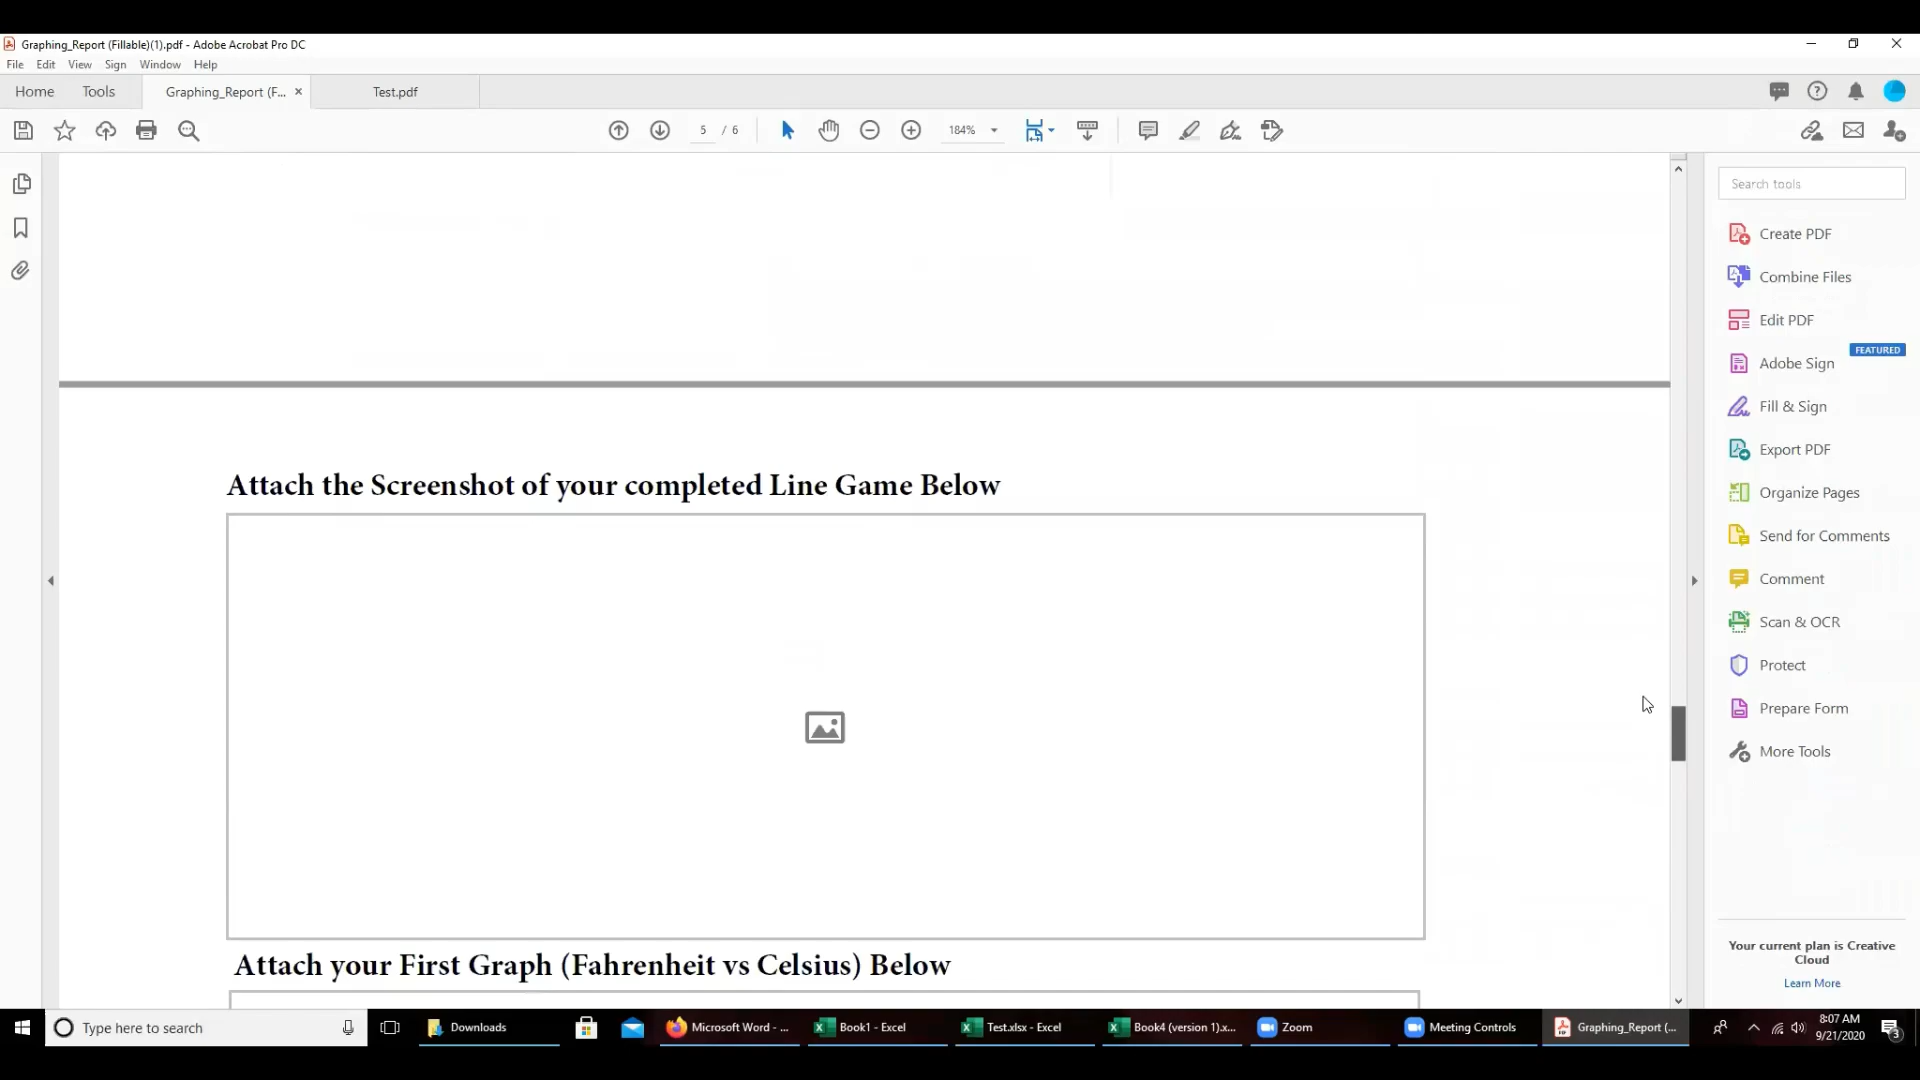 Graphing_Report (Fillable)(1).pdf - Adobe Acrobat Pro DC
File Edit View Sign Window Help
Home Tools Graphing_Report (F... × Test.pdf
5 / 6 184%
Search tools
Create PDF
Combine Files
Edit PDF
FEATURED
Adobe Sign
Fill & Sign
Export PDF
Organize Pages
Send for Comments
Comment
Scan & OCR
Protect
Prepare Form
More Tools
Attach the Screenshot of your completed Line Game Below
Attach your First Graph (Fahrenheit vs Celsius) Below
Your current plan is Creative
Cloud
Learn More
Type here to search Downloads Microsoft Word - ... Book1 - Excel Test.xlsx - Excel Book4 (version 1).x... Zoom Meeting Controls Graphing_Report (...
8:07 AM
9/21/2020
3